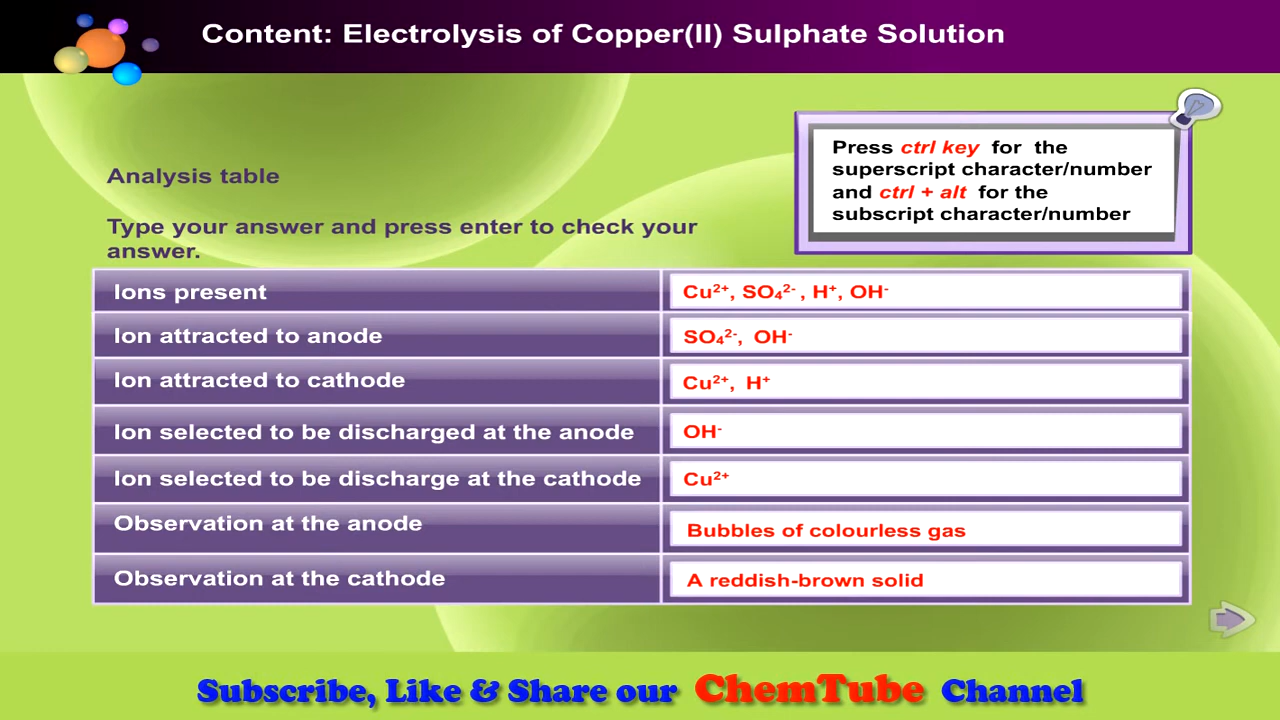 Content: Electrolysis of Copper(II) Sulphate Solution
Press ctrl key for the
superscript character/number
and ctrl + alt for the
subscript character/number
Analysis table
Type your answer and press enter to check your
answer.
Ions present Cu²⁺, SO₄²⁻, H⁺, OH⁻
Ion attracted to anode SO₄²⁻, OH⁻
Ion attracted to cathode Cu²⁺, H⁺
Ion selected to be discharged at the anode OH⁻
Ion selected to be discharge at the cathode Cu²⁺
Observation at the anode Bubbles of colourless gas
Observation at the cathode A reddish-brown solid
Subscribe, Like & Share our ChemTube Channel